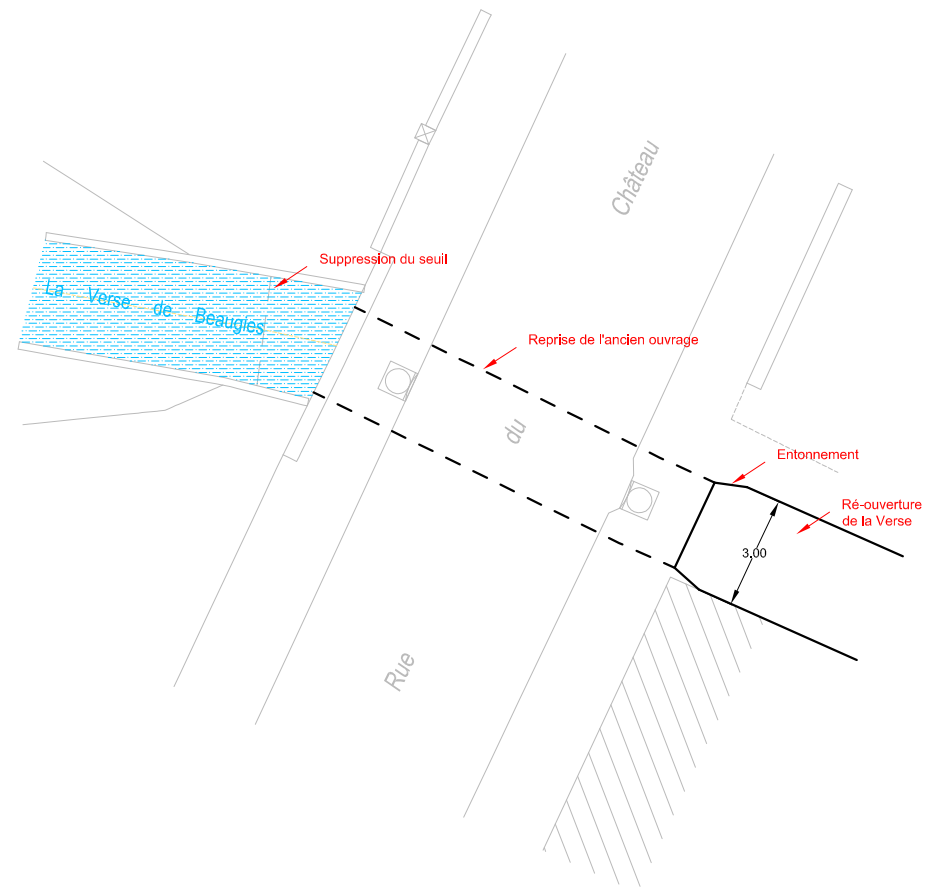 Château
Suppression du seuil
La Verse de Beaugies
Reprise de l'ancien ouvrage
du
Entonnement
Ré-ouverture
de la Verse
3,00
Rue